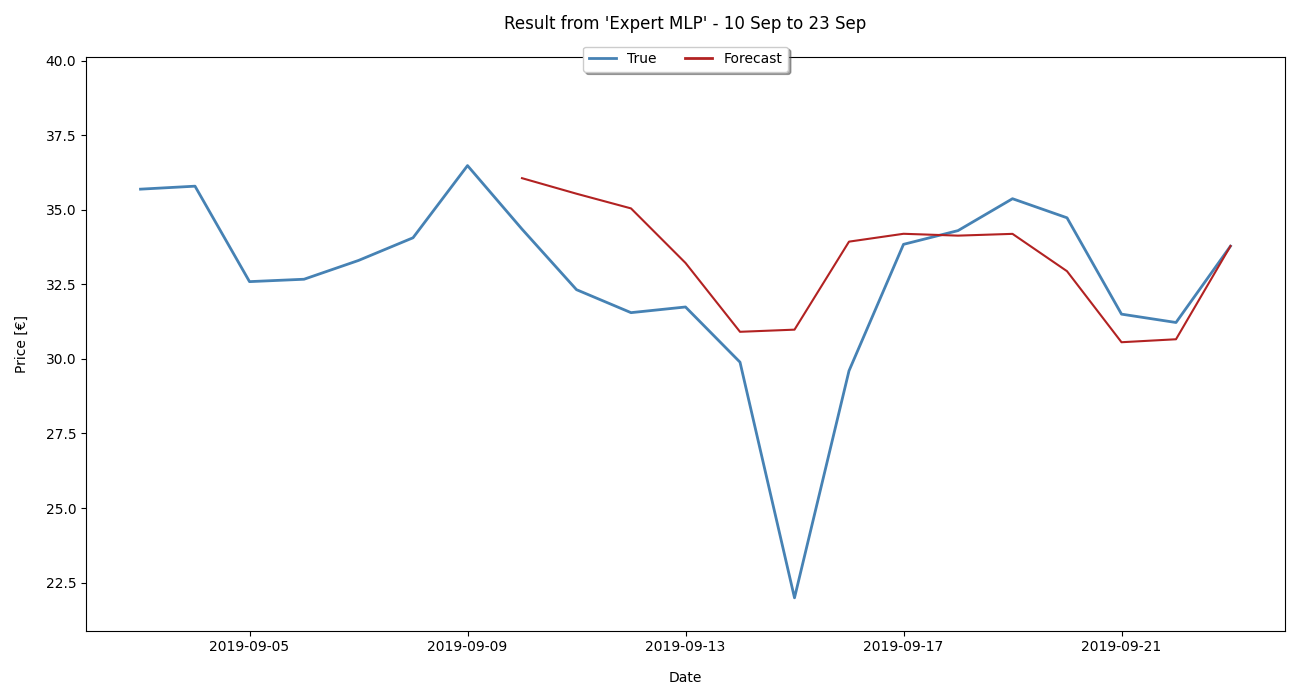 Result from 'Expert MLP' - 10 Sep to 23 Sep
True
Forecast
40.0
37.5
35.0
32.5
30.0
27.5
25.0
22.5
Price [€]
2019-09-05
2019-09-09
2019-09-13
2019-09-17
2019-09-21
Date